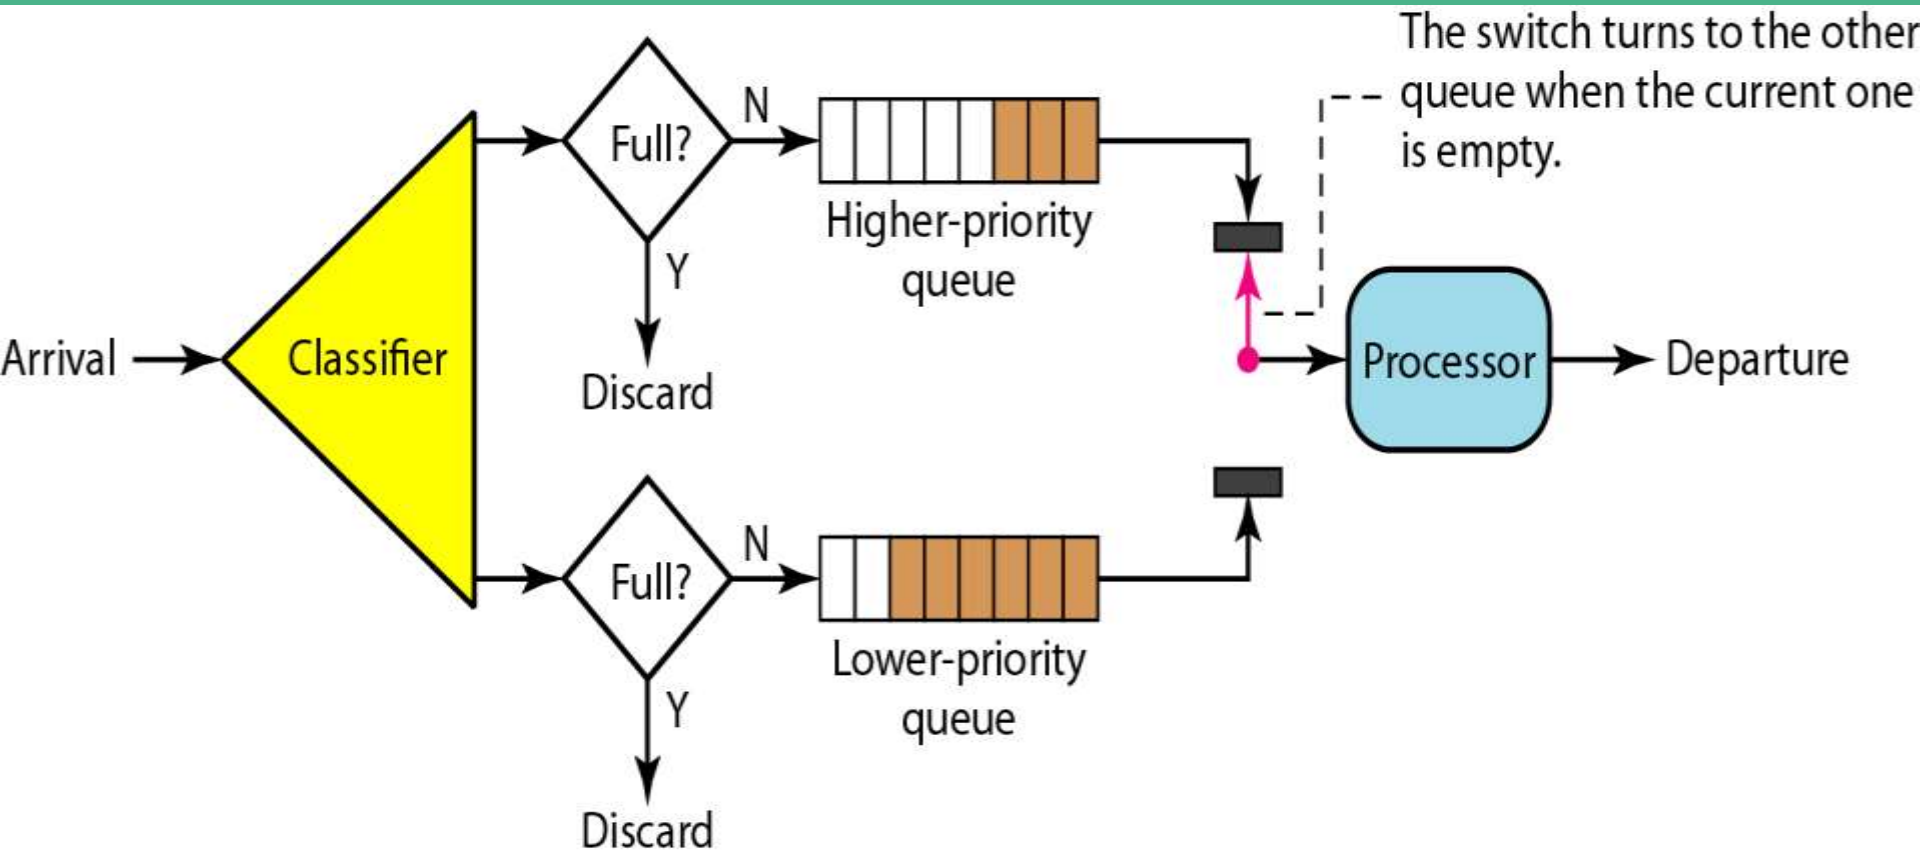 The switch turns to the other
queue when the current one
is empty.
Full?
N
Y
Discard
Higher-priority
queue
Arrival
Classifier
Processor
Departure
Full?
N
Y
Discard
Lower-priority
queue